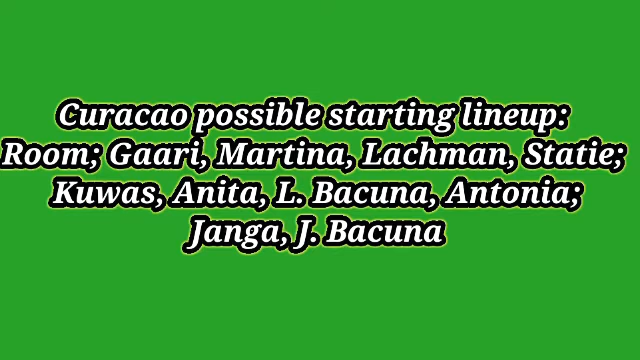 Curacao possible starting lineup:
Room; Gaari, Martina, Lachman, Statie;
Kuwas, Anita, L. Bacuna, Antonia;
Janga, J. Bacuna